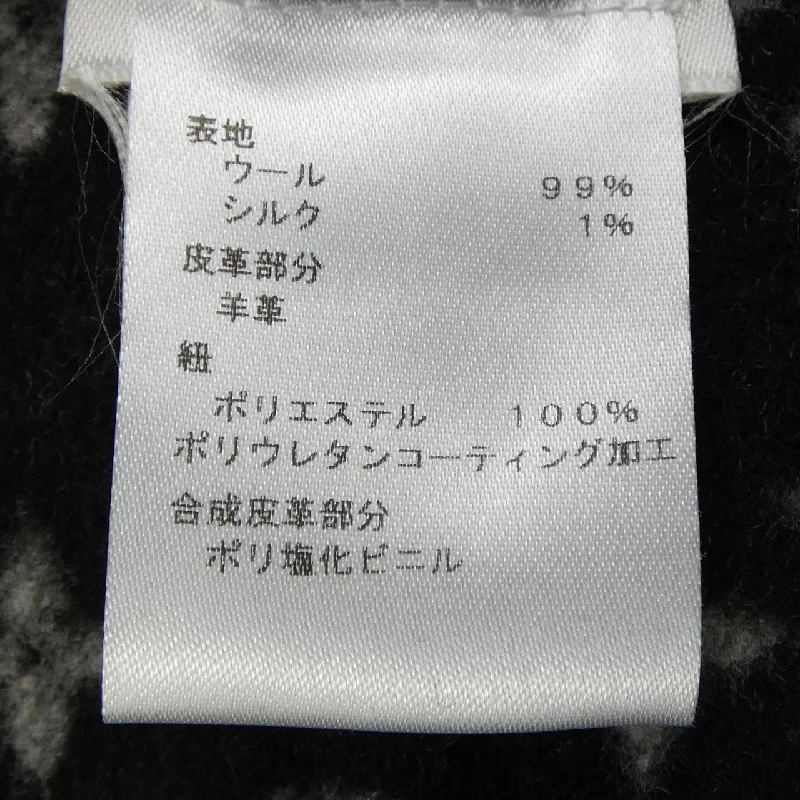 表地
ウール 99%
シルク 1%
皮革部分
羊革
紐
ポリエステル 100%
ポリウレタンコーティング加工
合成皮革部分
ポリ塩化ビニル